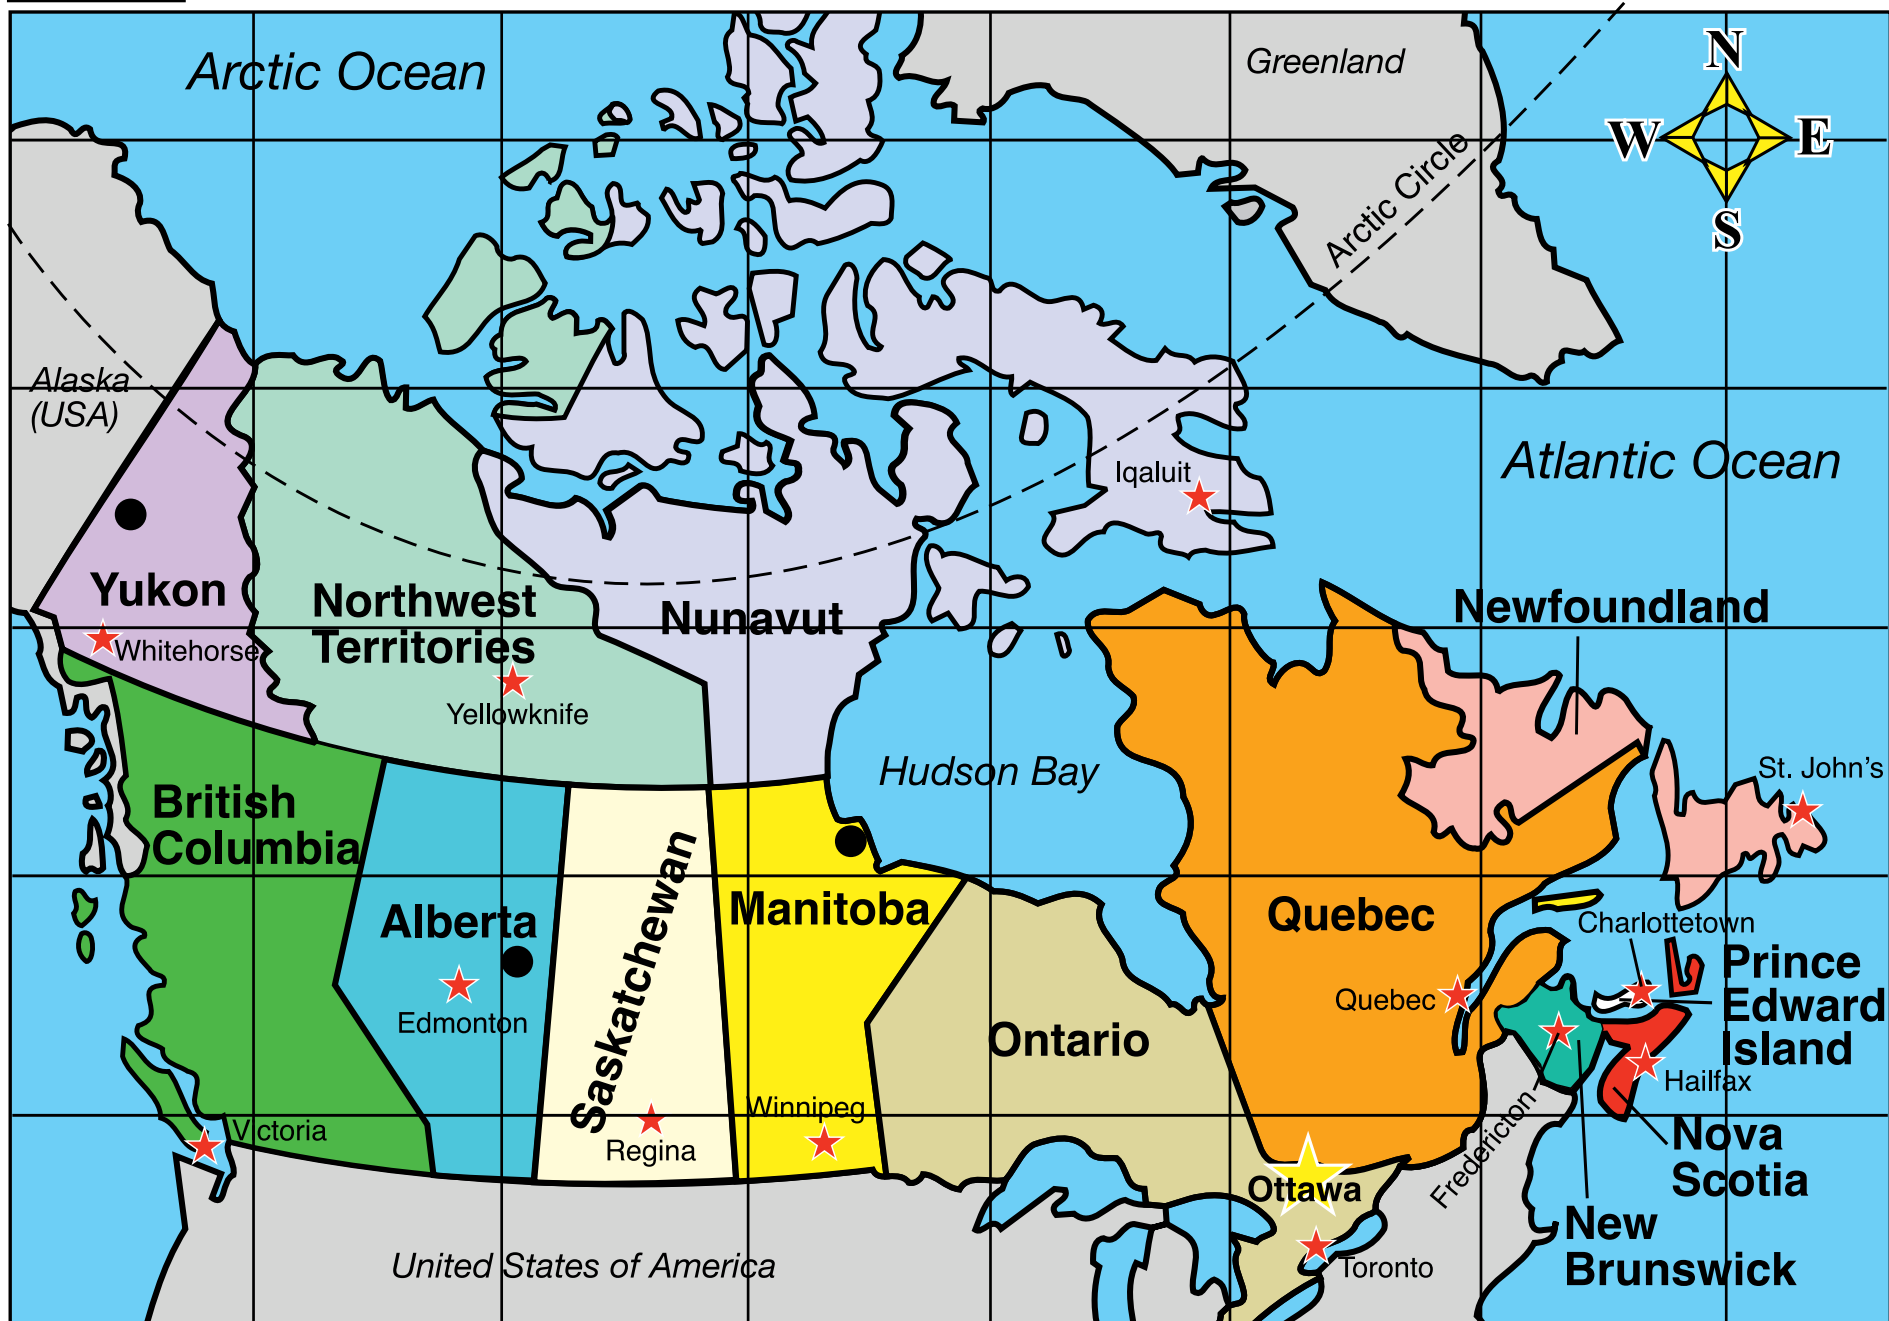 Arctic Ocean
Greenland
N
W
E
S
Arctic Circle
Alaska
(USA)
Atlantic Ocean
Iqaluit
Yukon
Whitehorse
Northwest
Territories
Yellowknife
Nunavut
Newfoundland
Hudson Bay
St. John's
British
Columbia
Alberta
Edmonton
Saskatchewan
Regina
Manitoba
Winnipeg
Ontario
Quebec
Quebec
Charlottetown
Prince
Edward
Island
Hailfax
Victoria
Nova
Scotia
Fredericton
Ottawa
New
Brunswick
Toronto
United States of America